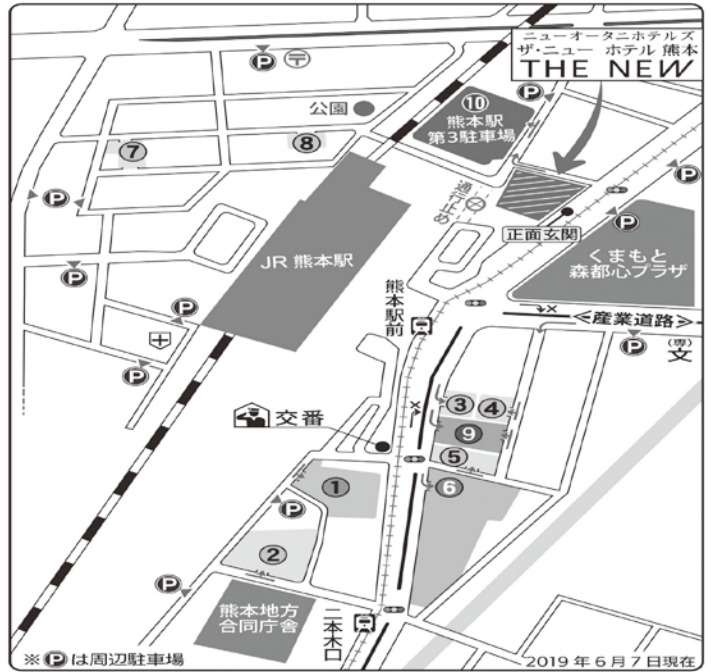 ニューオータニホテルズ
ザ・ニュー ホテル 熊本
THE NEW
P
〒
P
公園
⑩
熊本駅
第3駐車場
⑦
⑧
P
P
通行止め
P
正面玄関
くまもと
森都心プラザ
JR 熊本駅
P
熊本駅前
P
産業道路
P
(専)
文
P
③
④
⑨
⑤
交番
①
⑥
P
②
P
熊本地方
合同庁舎
二本木口
※Pは周辺駐車場
2019年6月7日現在